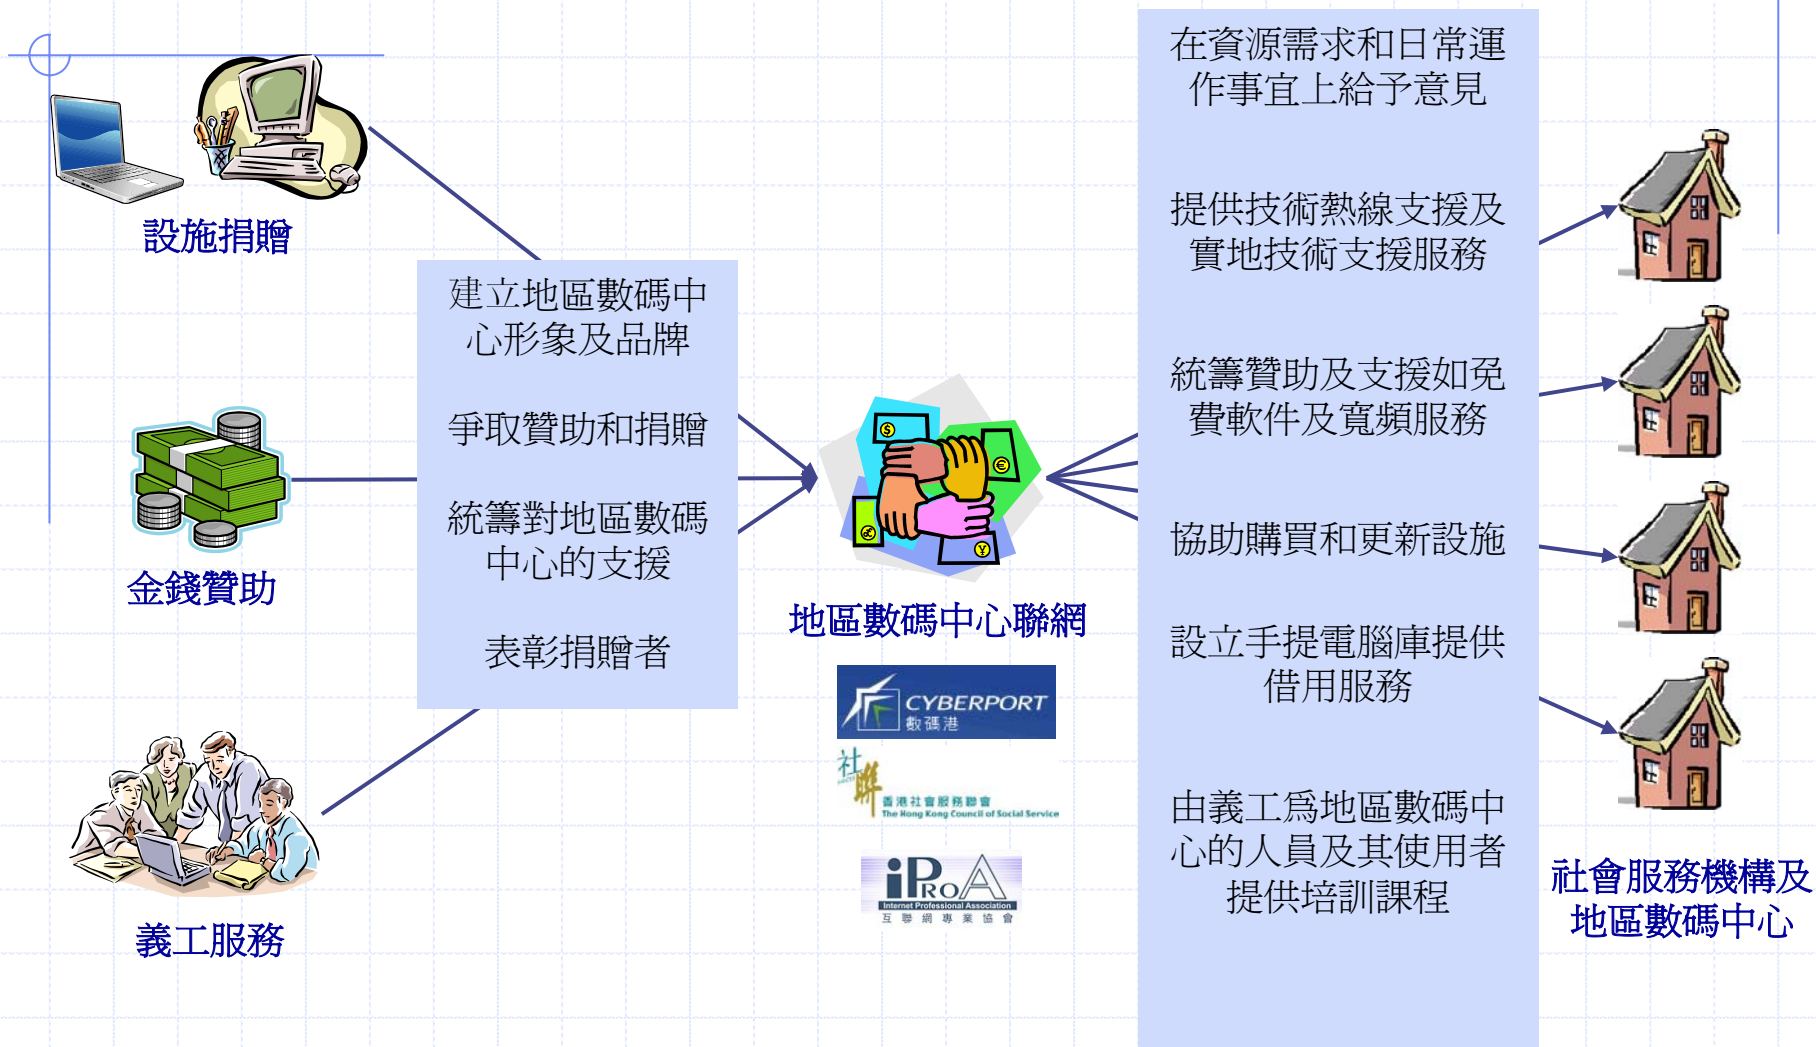 設施捐贈
金錢贊助
義工服務
建立地區數碼中
心形象及品牌
爭取贊助和捐贈
統籌對地區數碼
中心的支援
表彰捐贈者
$
€
£
¥
地區數碼中心聯網
CYBERPORT
數碼港
社聯
香港社會服務聯會
The Hong Kong Council of Social Service
iProA
Internet Professional Association
互聯網專業協會
在資源需求和日常運
作事宜上給予意見
提供技術熱線支援及
實地技術支援服務
統籌贊助及支援如免
費軟件及寬頻服務
協助購買和更新設施
設立手提電腦庫提供
借用服務
由義工爲地區數碼中
心的人員及其使用者
提供培訓課程
社會服務機構及
地區數碼中心